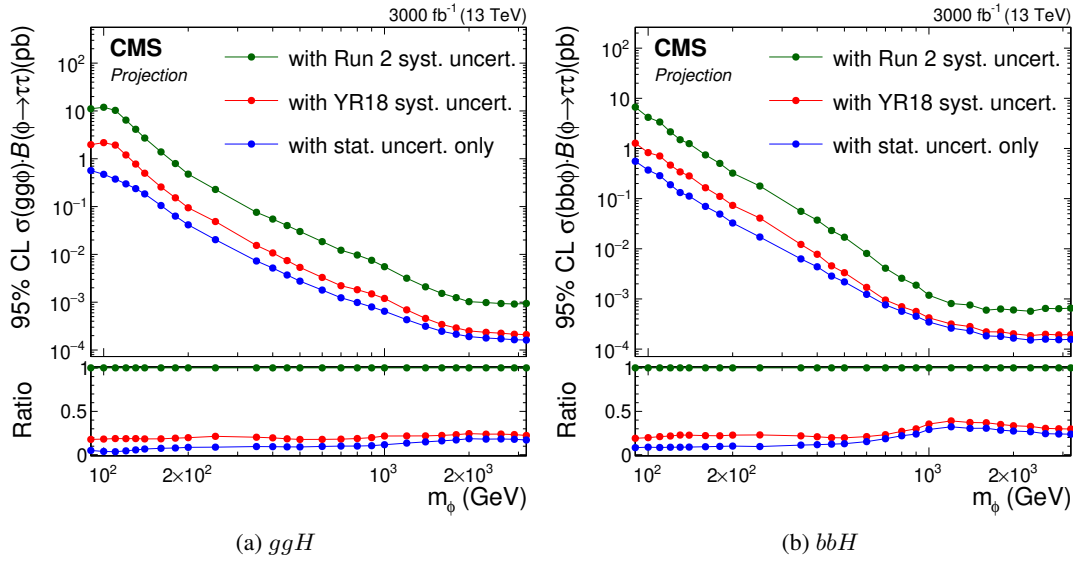 3000 fb⁻¹ (13 TeV)
CMS
Projection
with Run 2 syst. uncert.
with YR18 syst. uncert.
with stat. uncert. only
95% CL σ(ggϕ)·B(ϕ→ττ)(pb)
10²
10
1
10⁻¹
10⁻²
10⁻³
10⁻⁴
Ratio
1
0.5
0
10²
2×10²
10³
2×10³
m_ϕ (GeV)
(a) ggH
3000 fb⁻¹ (13 TeV)
CMS
Projection
with Run 2 syst. uncert.
with YR18 syst. uncert.
with stat. uncert. only
95% CL σ(bbϕ)·B(ϕ→ττ)(pb)
10²
10
1
10⁻¹
10⁻²
10⁻³
10⁻⁴
Ratio
1
0.5
0
10²
2×10²
10³
2×10³
m_ϕ (GeV)
(b) bbH